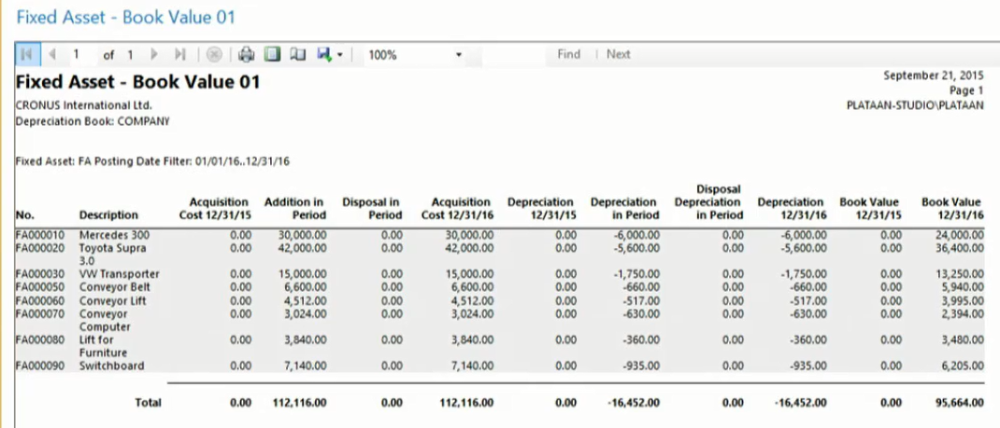 Fixed Asset - Book Value 01
1 of 1 100% Find Next
Fixed Asset - Book Value 01 September 21, 2015
Page 1
CRONUS International Ltd. PLATAAN-STUDIO\PLATAAN
Depreciation Book: COMPANY
Fixed Asset: FA Posting Date Filter: 01/01/16..12/31/16
Disposal
Acquisition Addition in Disposal in Acquisition Depreciation Depreciation Depreciation Depreciation Book Value Book Value
No. Description Cost 12/31/15 Period Period Cost 12/31/16 12/31/15 in Period in Period 12/31/16 12/31/15 12/31/16
FA000010 Mercedes 300 0.00 30,000.00 0.00 30,000.00 0.00 -6,000.00 0.00 -6,000.00 0.00 24,000.00
FA000020 Toyota Supra 0.00 42,000.00 0.00 42,000.00 0.00 -5,600.00 0.00 -5,600.00 0.00 36,400.00
3.0
FA000030 VW Transporter 0.00 15,000.00 0.00 15,000.00 0.00 -1,750.00 0.00 -1,750.00 0.00 13,250.00
FA000050 Conveyor Belt 0.00 6,600.00 0.00 6,600.00 0.00 -660.00 0.00 -660.00 0.00 5,940.00
FA000060 Conveyor Lift 0.00 4,512.00 0.00 4,512.00 0.00 -517.00 0.00 -517.00 0.00 3,995.00
FA000070 Conveyor 0.00 3,024.00 0.00 3,024.00 0.00 -630.00 0.00 -630.00 0.00 2,394.00
Computer
FA000080 Lift for 0.00 3,840.00 0.00 3,840.00 0.00 -360.00 0.00 -360.00 0.00 3,480.00
Furniture
FA000090 Switchboard 0.00 7,140.00 0.00 7,140.00 0.00 -935.00 0.00 -935.00 0.00 6,205.00
Total 0.00 112,116.00 0.00 112,116.00 0.00 -16,452.00 0.00 -16,452.00 0.00 95,664.00